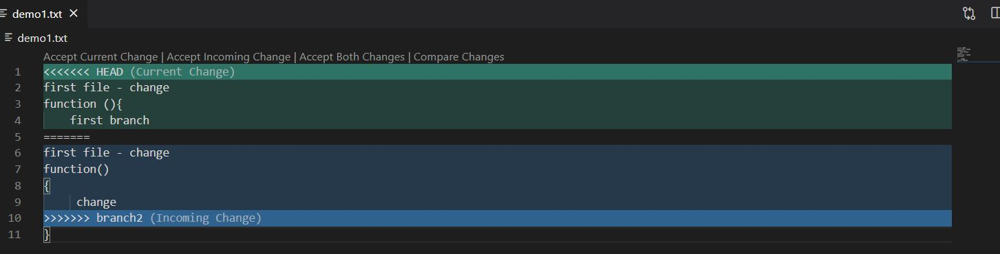 demo1.txt
demo1.txt
Accept Current Change | Accept Incoming Change | Accept Both Changes | Compare Changes
1 <<<<<<< HEAD (Current Change)
2 first file - change
3 function (){
4     first branch
5 =======
6 first file - change
7 function()
8 {
9      change
10 >>>>>>> branch2 (Incoming Change)
11 }